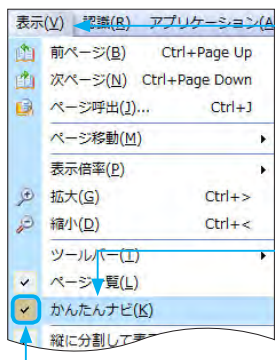 表示(V) 認識(R) アプリケーション(A
前ページ(B) Ctrl+Page Up
次ページ(N) Ctrl+Page Down
ページ呼出(J)... Ctrl+J
ページ移動(M)
表示倍率(P)
拡大(G) Ctrl+>
縮小(D) Ctrl+<
ツールバー(T)
ページ一覧(L)
かんたんナビ(K)
縦に分割して表